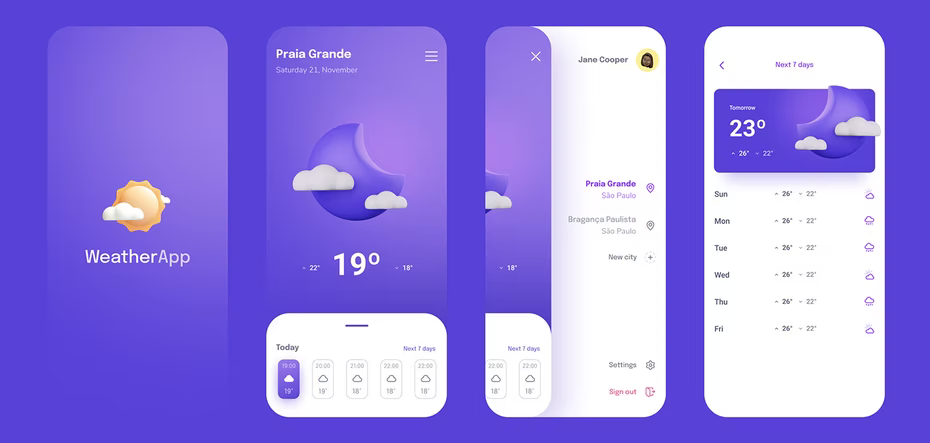 WeatherApp
Praia Grande
Saturday 21, November
22°
19º
18°
Today
Next 7 days
19:00
20:00
21:00
22:00
22:00
19°
19°
18°
18°
18°
18°
Next 7 days
22:00
22:00
18°
18°
Jane Cooper
Praia Grande
São Paulo
Bragança Paulista
São Paulo
New city
Settings
Sign out
Next 7 days
Tomorrow
23º
26°
22°
Sun
26°
22°
Mon
26°
22°
Tue
26°
22°
Wed
26°
22°
Thu
26°
22°
Fri
26°
22°